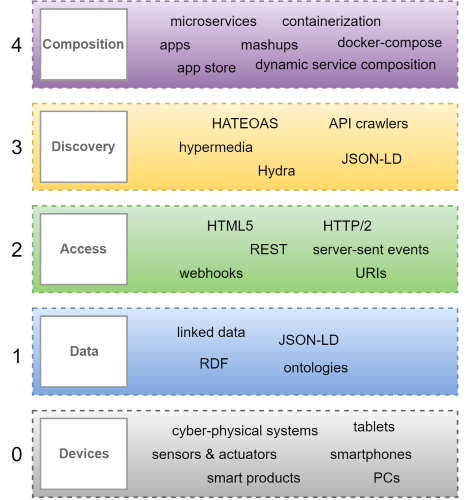 4
Composition
microservices
containerization
apps
mashups
docker-compose
app store
dynamic service composition
3
Discovery
HATEOAS
API crawlers
hypermedia
JSON-LD
Hydra
2
Access
HTML5
HTTP/2
REST
server-sent events
webhooks
URIs
1
Data
linked data
JSON-LD
RDF
ontologies
0
Devices
cyber-physical systems
tablets
sensors & actuators
smartphones
smart products
PCs